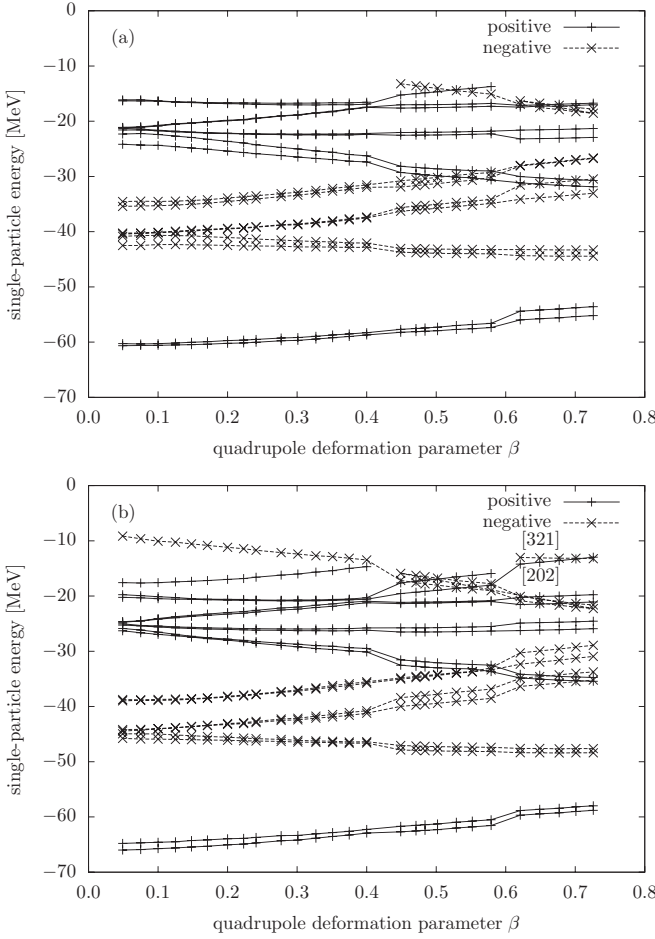 0
−10
−20
−30
−40
−50
−60
−70
0.0 0.1 0.2 0.3 0.4 0.5 0.6 0.7 0.8
single-particle energy [MeV]
quadrupole deformation parameter β
(a)
positive
negative
0
−10
−20
−30
−40
−50
−60
−70
0.0 0.1 0.2 0.3 0.4 0.5 0.6 0.7 0.8
single-particle energy [MeV]
quadrupole deformation parameter β
(b)
positive
negative
[321]
[202]